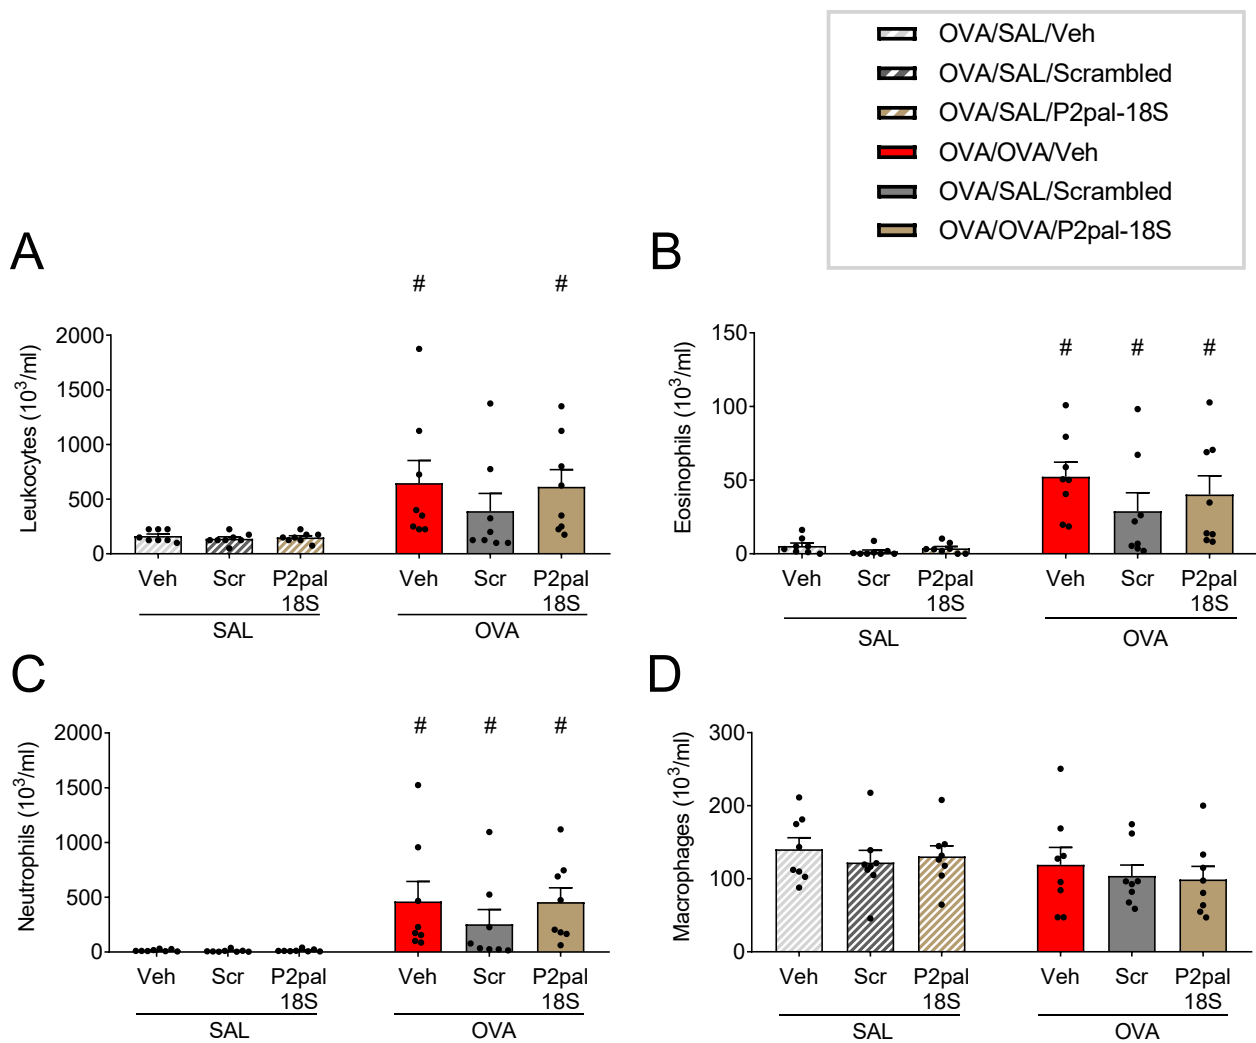 OVA/SAL/Veh
OVA/SAL/Scrambled
OVA/SAL/P2pal-18S
OVA/OVA/Veh
OVA/SAL/Scrambled
OVA/OVA/P2pal-18S
A
Leukocytes (10³/ml)
2000
1500
1000
500
0
# #
Veh Scr P2pal 18S Veh Scr P2pal 18S
SAL OVA
B
Eosinophils (10³/ml)
150
100
50
0
# # #
Veh Scr P2pal 18S Veh Scr P2pal 18S
SAL OVA
C
Neutrophils (10³/ml)
2000
1500
1000
500
0
# # #
Veh Scr P2pal 18S Veh Scr P2pal 18S
SAL OVA
D
Macrophages (10³/ml)
300
200
100
0
Veh Scr P2pal 18S Veh Scr P2pal 18S
SAL OVA